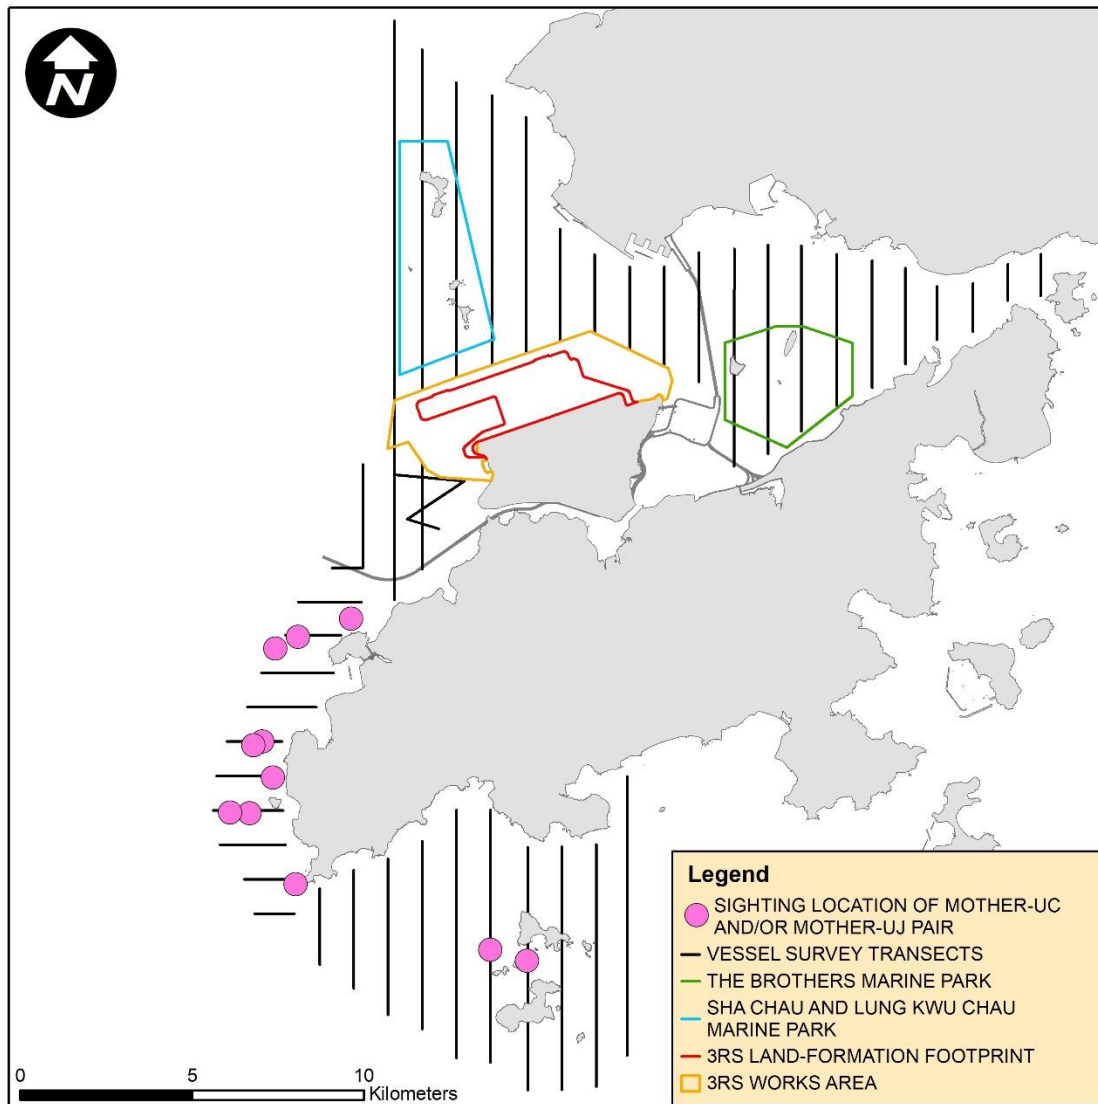 N
Legend
SIGHTING LOCATION OF MOTHER-UC
AND/OR MOTHER-UJ PAIR
VESSEL SURVEY TRANSECTS
THE BROTHERS MARINE PARK
SHA CHAU AND LUNG KWU CHAU
MARINE PARK
3RS LAND-FORMATION FOOTPRINT
3RS WORKS AREA
0 5 10
Kilometers